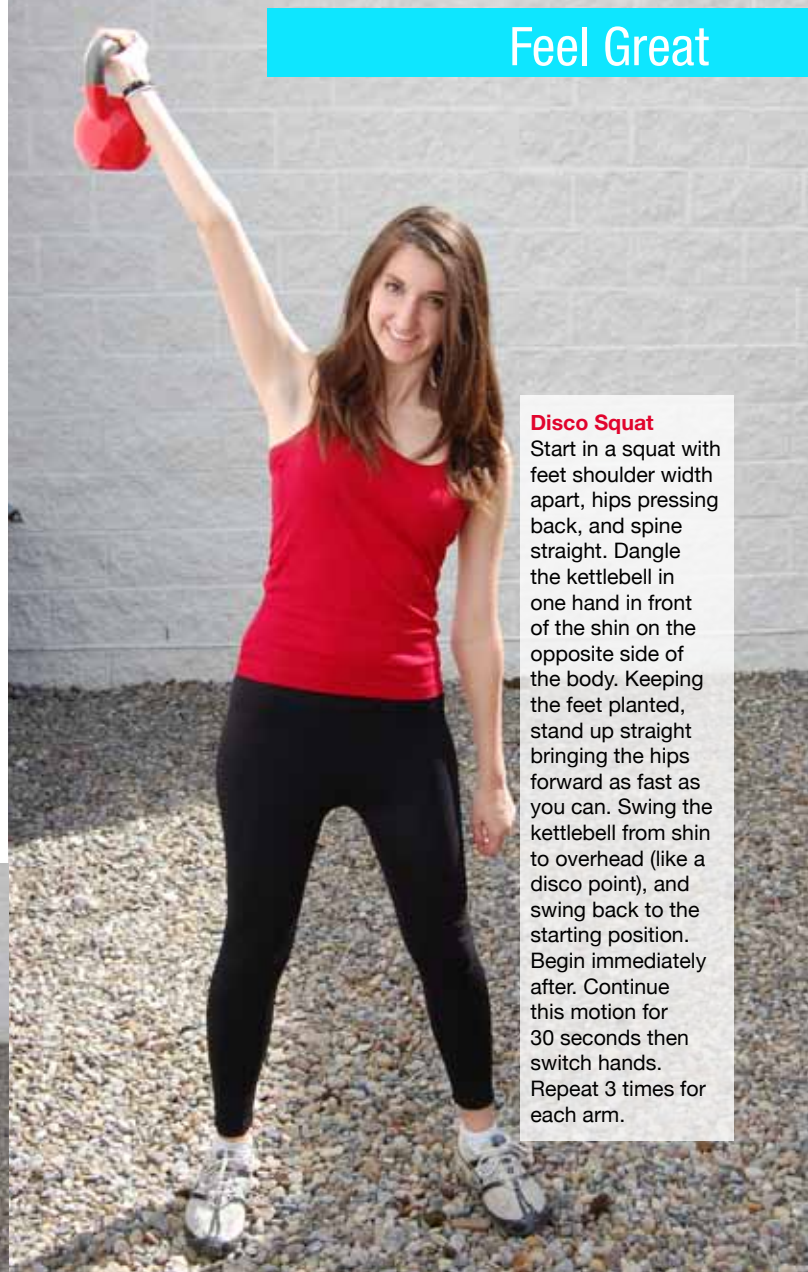 Feel Great
Disco Squat
Start in a squat with
feet shoulder width
apart, hips pressing
back, and spine
straight. Dangle
the kettlebell in
one hand in front
of the shin on the
opposite side of
the body. Keeping
the feet planted,
stand up straight
bringing the hips
forward as fast as
you can. Swing the
kettlebell from shin
to overhead (like a
disco point), and
swing back to the
starting position.
Begin immediately
after. Continue
this motion for
30 seconds then
switch hands.
Repeat 3 times for
each arm.